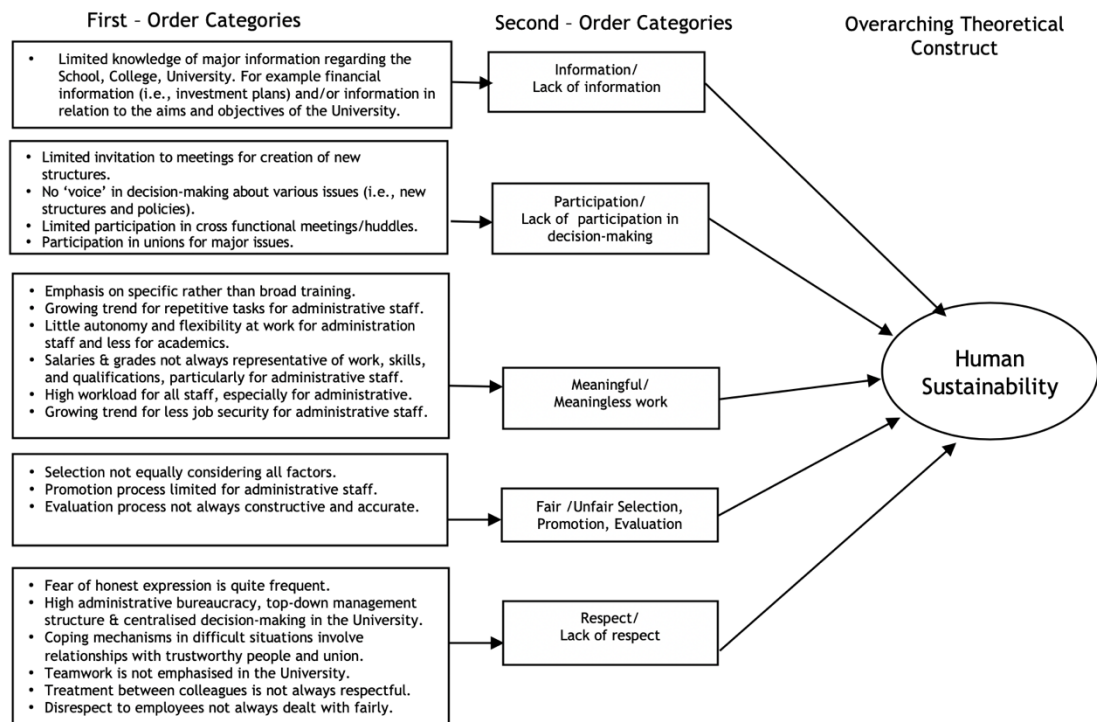 First - Order Categories
Second - Order Categories
Overarching Theoretical
Construct
• Limited knowledge of major information regarding the
School, College, University. For example financial
information (i.e., investment plans) and/or information in
relation to the aims and objectives of the University.
Information/
Lack of information
• Limited invitation to meetings for creation of new
structures.
• No ‘voice’ in decision-making about various issues (i.e., new
structures and policies).
• Limited participation in cross functional meetings/huddles.
• Participation in unions for major issues.
Participation/
Lack of participation in
decision-making
• Emphasis on specific rather than broad training.
• Growing trend for repetitive tasks for administrative staff.
• Little autonomy and flexibility at work for administration
staff and less for academics.
• Salaries & grades not always representative of work, skills,
and qualifications, particularly for administrative staff.
• High workload for all staff, especially for administrative.
• Growing trend for less job security for administrative staff.
Meaningful/
Meaningless work
Human
Sustainability
• Selection not equally considering all factors.
• Promotion process limited for administrative staff.
• Evaluation process not always constructive and accurate.
Fair /Unfair Selection,
Promotion, Evaluation
• Fear of honest expression is quite frequent.
• High administrative bureaucracy, top-down management
structure & centralised decision-making in the University.
• Coping mechanisms in difficult situations involve
relationships with trustworthy people and union.
• Teamwork is not emphasised in the University.
• Treatment between colleagues is not always respectful.
• Disrespect to employees not always dealt with fairly.
Respect/
Lack of respect